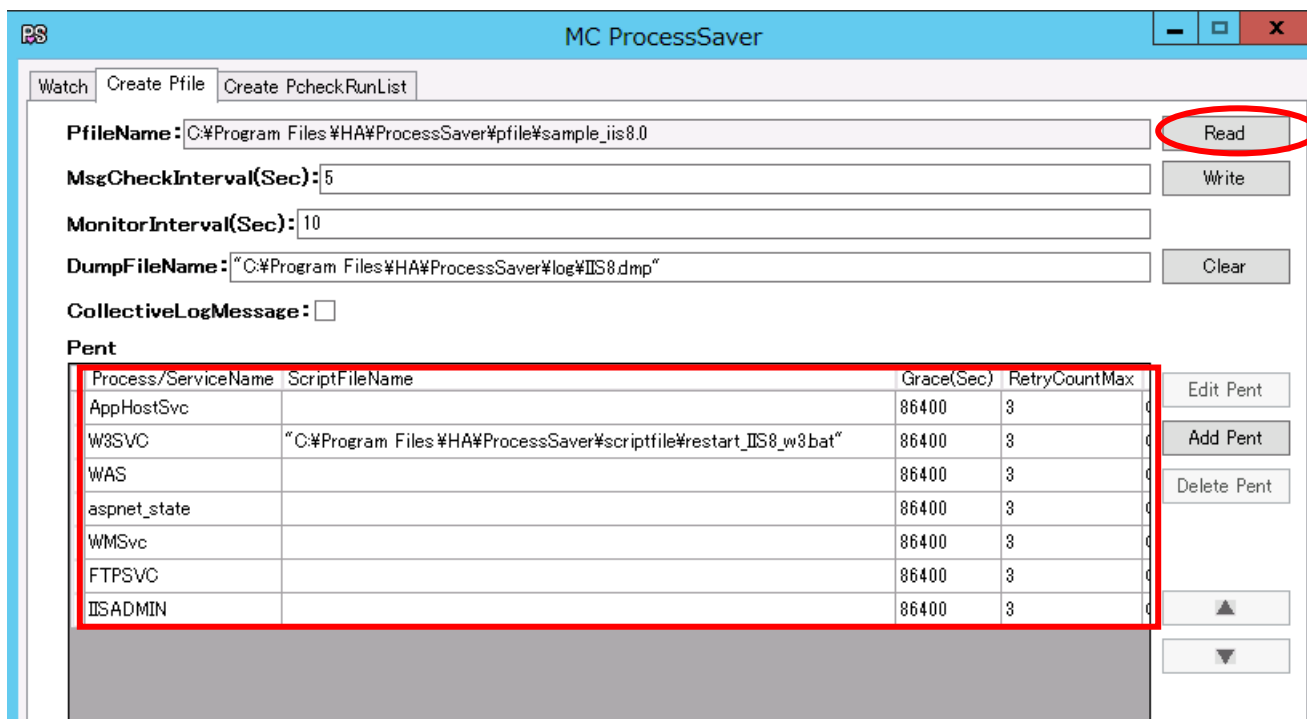 PS MC ProcessSaver
Watch Create Pfile Create PcheckRunList
PfileName: C:¥Program Files¥HA¥ProcessSaver¥pfile¥sample_iis8.0 Read
MsgCheckInterval(Sec): 5 Write
MonitorInterval(Sec): 10
DumpFileName: "C:¥Program Files¥HA¥ProcessSaver¥log¥IIS8.dmp" Clear
CollectiveLogMessage:
Pent
Process/ServiceName ScriptFileName Grace(Sec) RetryCountMax
Edit Pent
AppHostSvc 86400 3
W3SVC "C:¥Program Files¥HA¥ProcessSaver¥scriptfile¥restart_IIS8_w3.bat" 86400 3 Add Pent
WAS 86400 3
Delete Pent
aspnet_state 86400 3
WMSvc 86400 3
FTPSVC 86400 3
IISADMIN 86400 3